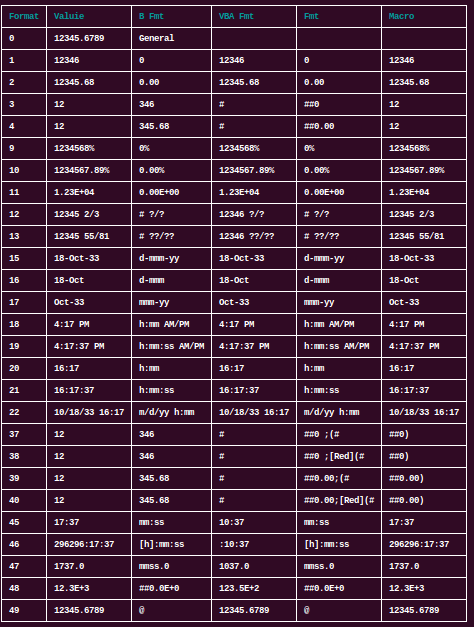 Format Valuie B Fmt VBA Fmt Fmt Macro
0 12345.6789 General
1 12346 0 12346 0 12346
2 12345.68 0.00 12345.68 0.00 12345.68
3 12 346 # ##0 12
4 12 345.68 # ##0.00 12
9 1234568% 0% 1234568% 0% 1234568%
10 1234567.89% 0.00% 1234567.89% 0.00% 1234567.89%
11 1.23E+04 0.00E+00 1.23E+04 0.00E+00 1.23E+04
12 12345 2/3 # ?/? 12346 ?/? # ?/? 12345 2/3
13 12345 55/81 # ??/?? 12346 ??/?? # ??/?? 12345 55/81
15 18-Oct-33 d-mmm-yy 18-Oct-33 d-mmm-yy 18-Oct-33
16 18-Oct d-mmm 18-Oct d-mmm 18-Oct
17 Oct-33 mmm-yy Oct-33 mmm-yy Oct-33
18 4:17 PM h:mm AM/PM 4:17 PM h:mm AM/PM 4:17 PM
19 4:17:37 PM h:mm:ss AM/PM 4:17:37 PM h:mm:ss AM/PM 4:17:37 PM
20 16:17 h:mm 16:17 h:mm 16:17
21 16:17:37 h:mm:ss 16:17:37 h:mm:ss 16:17:37
22 10/18/33 16:17 m/d/yy h:mm 10/18/33 16:17 m/d/yy h:mm 10/18/33 16:17
37 12 346 # ##0 ;(# ##0)
38 12 346 # ##0 ;[Red](# ##0)
39 12 345.68 # ##0.00;(# ##0.00)
40 12 345.68 # ##0.00;[Red](# ##0.00)
45 17:37 mm:ss 10:37 mm:ss 17:37
46 296296:17:37 [h]:mm:ss :10:37 [h]:mm:ss 296296:17:37
47 1737.0 mmss.0 1037.0 mmss.0 1737.0
48 12.3E+3 ##0.0E+0 123.5E+2 ##0.0E+0 12.3E+3
49 12345.6789 @ 12345.6789 @ 12345.6789